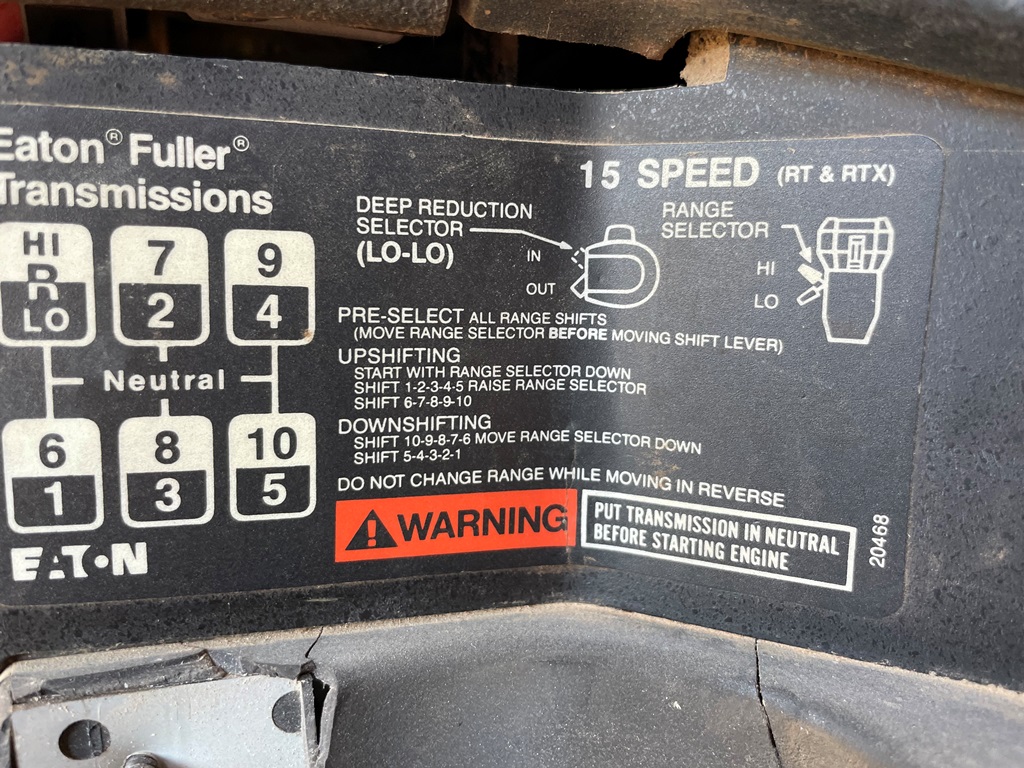 Eaton® Fuller®
Transmissions
15 SPEED (RT & RTX)
HI
R
LO
7
2
9
4
Neutral
6
1
8
3
10
5
EATON
DEEP REDUCTION
SELECTOR
(LO-LO)
IN
OUT
RANGE
SELECTOR
HI
LO
PRE-SELECT ALL RANGE SHIFTS
(MOVE RANGE SELECTOR BEFORE MOVING SHIFT LEVER)
UPSHIFTING
START WITH RANGE SELECTOR DOWN
SHIFT 1-2-3-4-5 RAISE RANGE SELECTOR
SHIFT 6-7-8-9-10
DOWNSHIFTING
SHIFT 10-9-8-7-6 MOVE RANGE SELECTOR DOWN
SHIFT 5-4-3-2-1
DO NOT CHANGE RANGE WHILE MOVING IN REVERSE
WARNING
PUT TRANSMISSION IN NEUTRAL
BEFORE STARTING ENGINE
20468